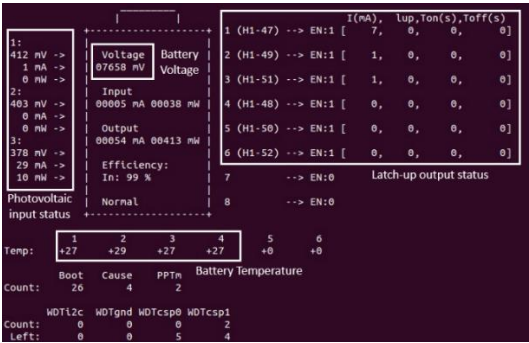 I(mA), lup,Ton(s),Toff(s)
1 (H1-47) --> EN:1 [ 7, 0, 0, 0]
1:
412 mV -> | Voltage | Battery 2 (H1-49) --> EN:1 [ 1, 0, 0, 0]
1 mA -> | 07658 mV | Voltage
0 mW -> | | 3 (H1-51) --> EN:1 [ 1, 0, 0, 0]
2: | Input |
403 mV -> | 00005 mA 00038 mW | 4 (H1-48) --> EN:1 [ 0, 0, 0, 0]
0 mA -> | |
0 mW -> | Output | 5 (H1-50) --> EN:1 [ 0, 0, 0, 0]
3: | 00054 mA 00413 mW |
378 mV -> | | 6 (H1-52) --> EN:1 [ 0, 0, 0, 0]
29 mA -> | Efficiency: |
10 mW -> | In: 99 % | 7 --> EN:0 Latch-up output status
Photovoltaic
input status | Normal | 8 --> EN:0
+--------------------+
1 2 3 4 5 6
Temp: +27 +29 +27 +27 +0 +0
Boot Cause PPTm Battery Temperature
Count: 26 4 2
WDTi2c WDTgnd WDTcsp0 WDTcsp1
Count: 0 0 0 2
Left: 0 0 5 4